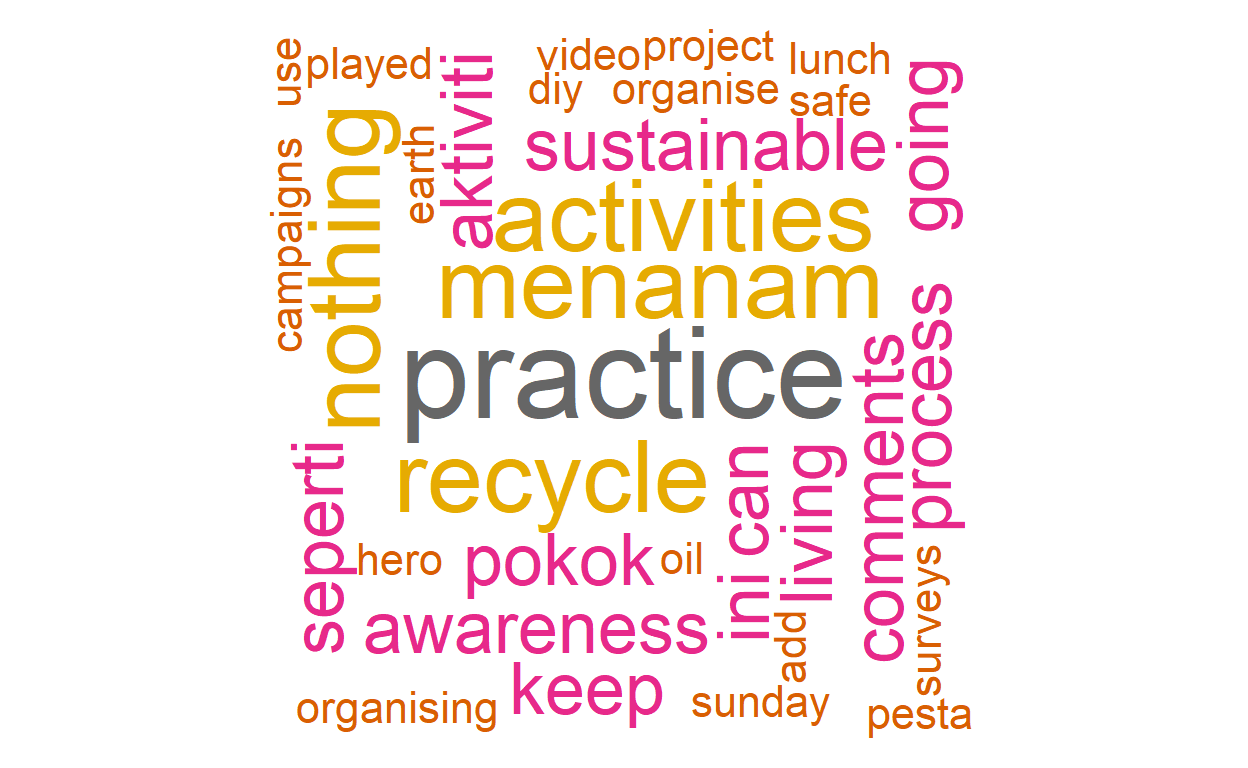 use
played
video
project
lunch
diy
organise
safe
going
campaigns
nothing
earth
aktiviti
sustainable
activities
menanam
practice
recycle
seperti
hero
pokok
oil
ini
can
living
comments
process
awareness
add
surveys
organising
keep
sunday
pesta